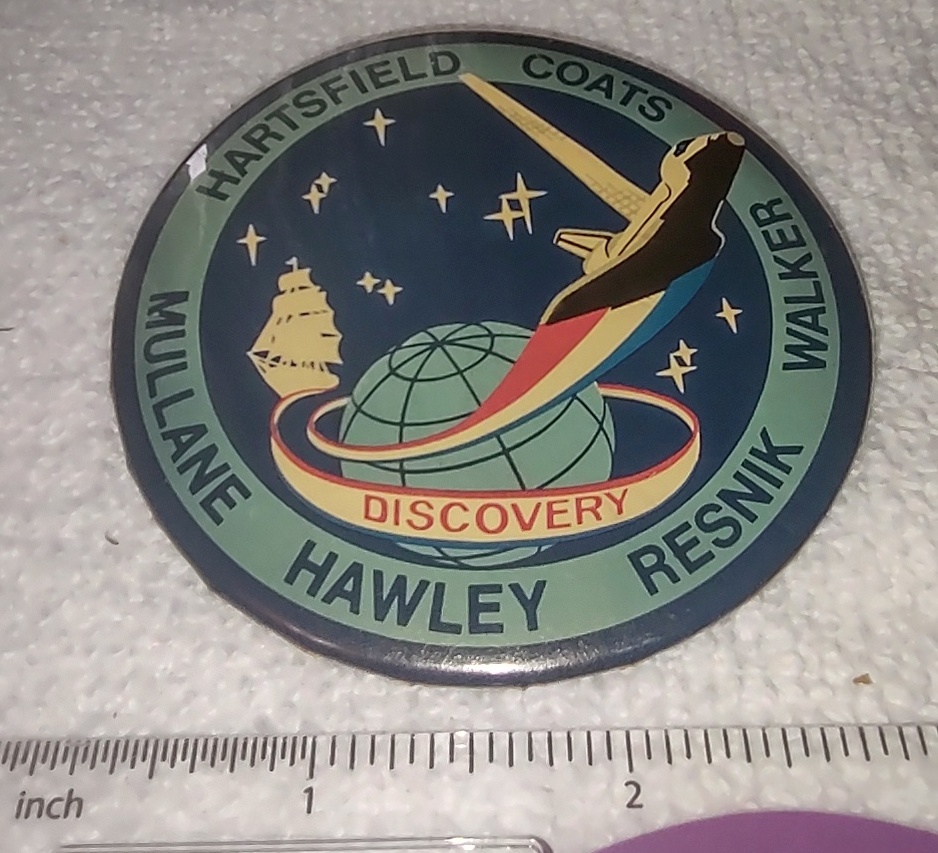 HARTSFIELD COATS
WALKER
RESNIK
HAWLEY
MULLANE
DISCOVERY
inch 1 2